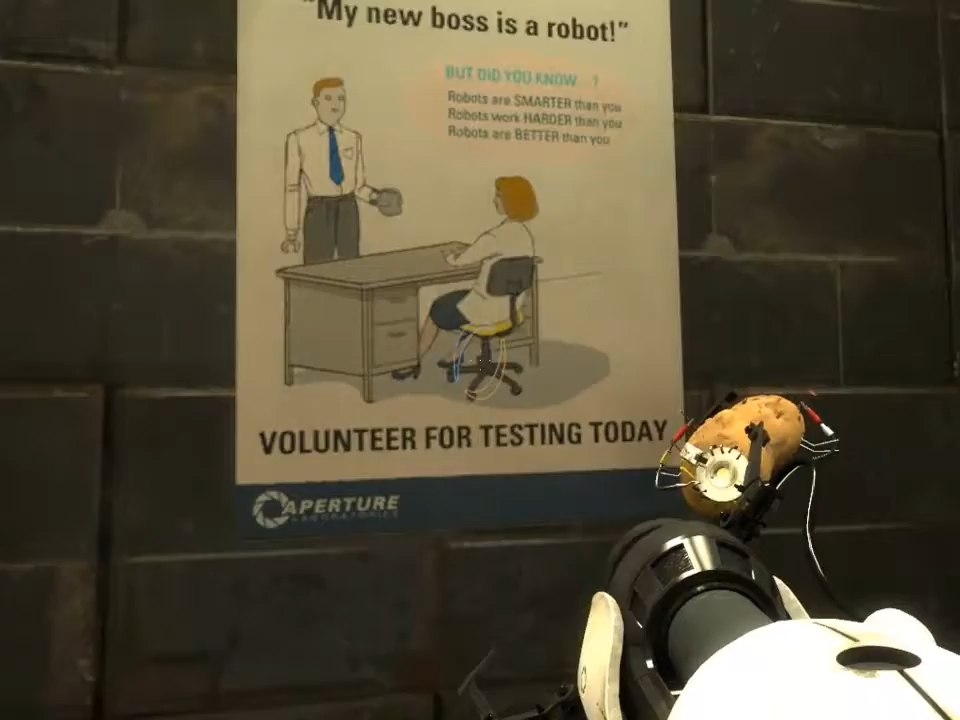 "My new boss is a robot!"
BUT DID YOU KNOW...?
Robots are SMARTER than you
Robots work HARDER than you
Robots are BETTER than you
VOLUNTEER FOR TESTING TODAY
APERTURE
LABORATORIES